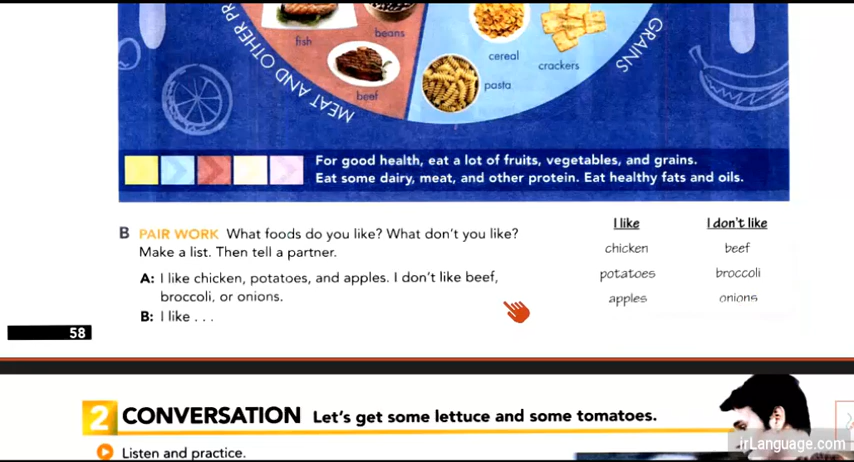 fish
beans
beef
MEAT AND OTHER PR
cereal
crackers
pasta
GRAINS
For good health, eat a lot of fruits, vegetables, and grains.
Eat some dairy, meat, and other protein. Eat healthy fats and oils.
B PAIR WORK What foods do you like? What don't you like?
Make a list. Then tell a partner.
A: I like chicken, potatoes, and apples. I don't like beef,
broccoli, or onions.
B: I like . . .
I like I don't like
chicken beef
potatoes broccoli
apples onions
58
2 CONVERSATION Let's get some lettuce and some tomatoes.
Listen and practice.
irLanguage.com